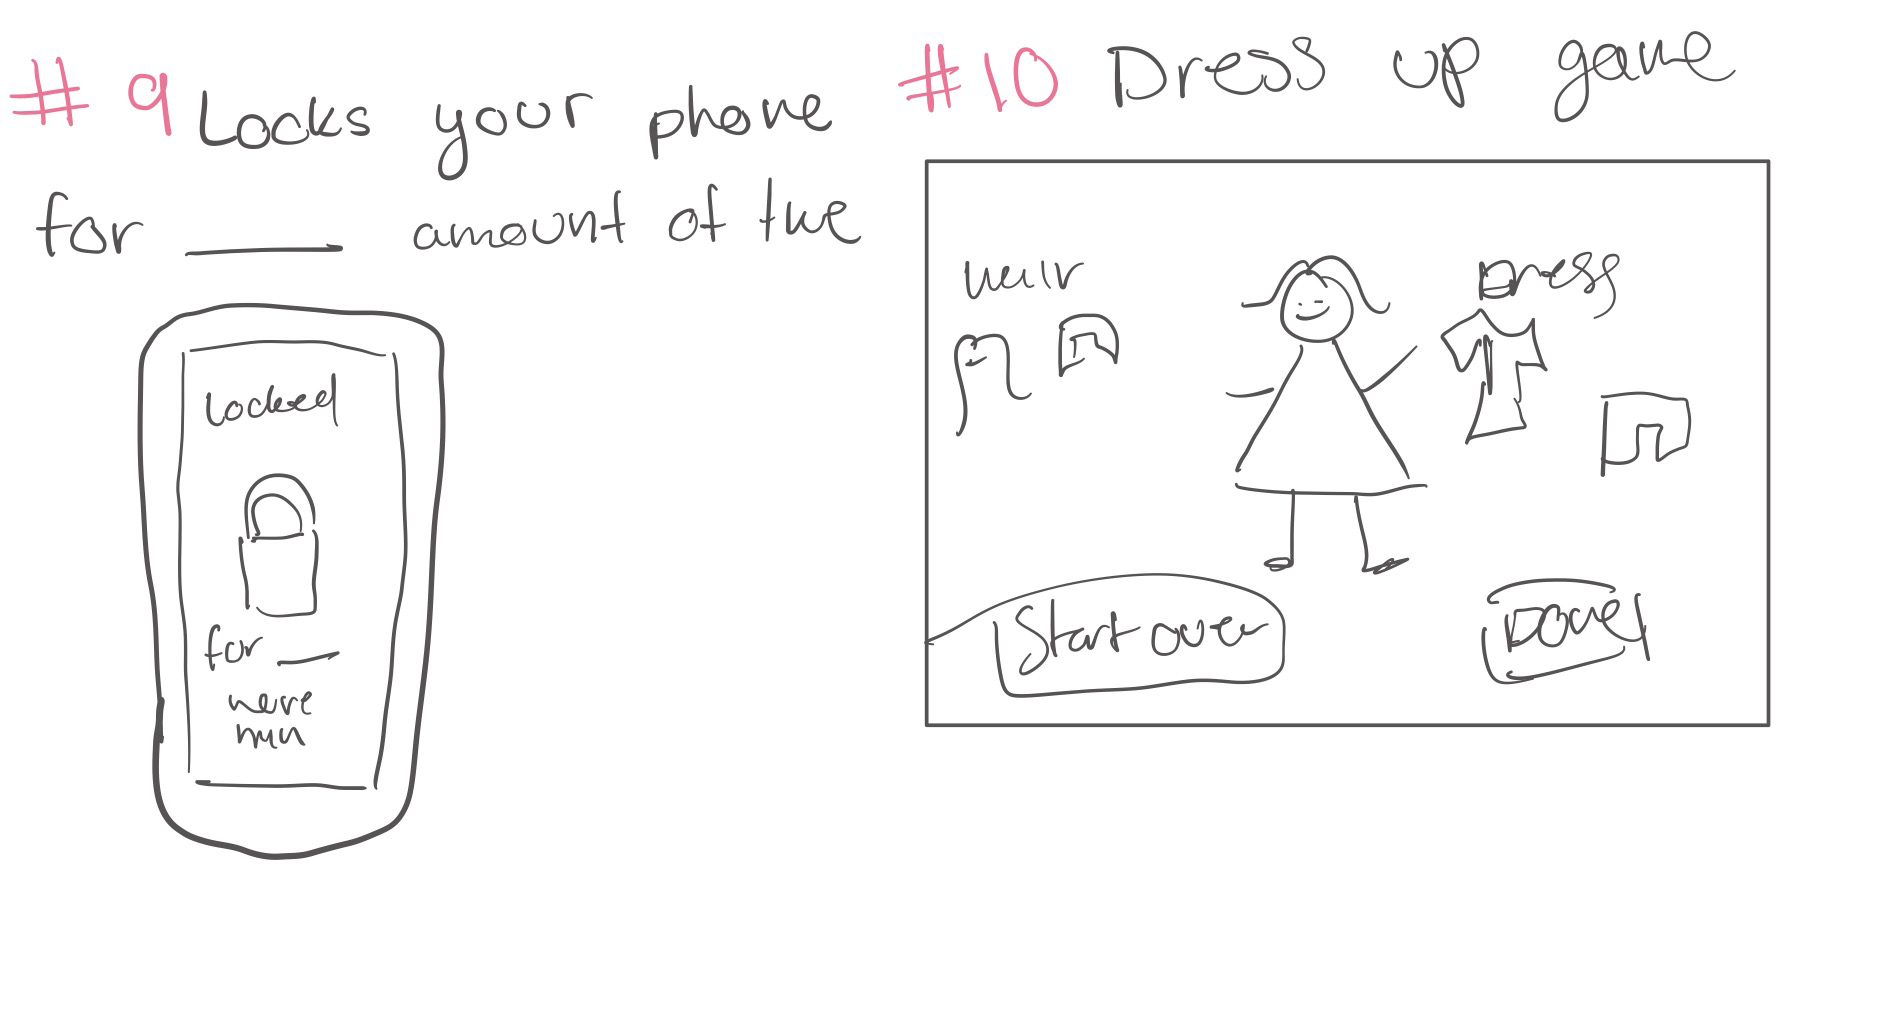 #9 Locks your phone
for ___ amount of time
Locked
for ___
more
min
#10 Dress up game
Hair
Dress
Start over
Done!